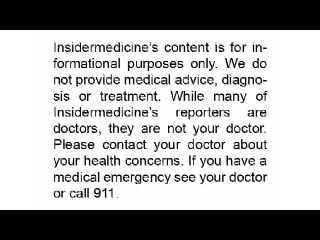 Insidermedicine's content is for in-
formational purposes only. We do
not provide medical advice, diagno-
sis or treatment. While many of
Insidermedicine's reporters are
doctors, they are not your doctor.
Please contact your doctor about
your health concerns. If you have a
medical emergency see your doctor
or call 911.